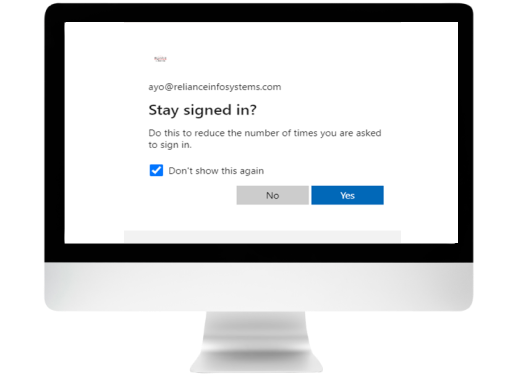 ayo@relianceinfosystems.com
Stay signed in?
Do this to reduce the number of times you are asked
to sign in.
Don't show this again
No
Yes